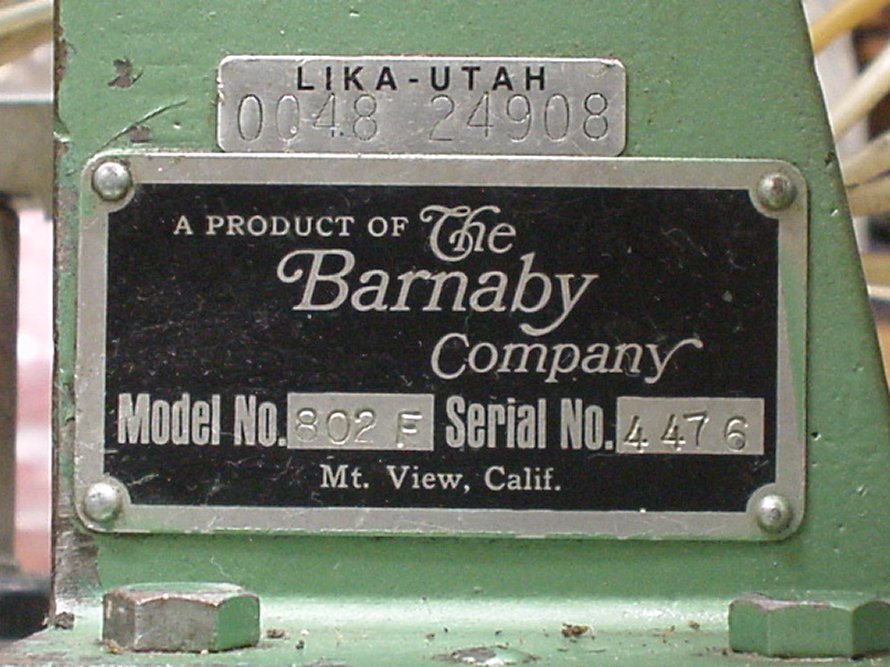 LIKA-UTAH
0048 24908
A PRODUCT OF The
Barnaby
Company
Model No. 802 F Serial No. 4476
Mt. View, Calif.